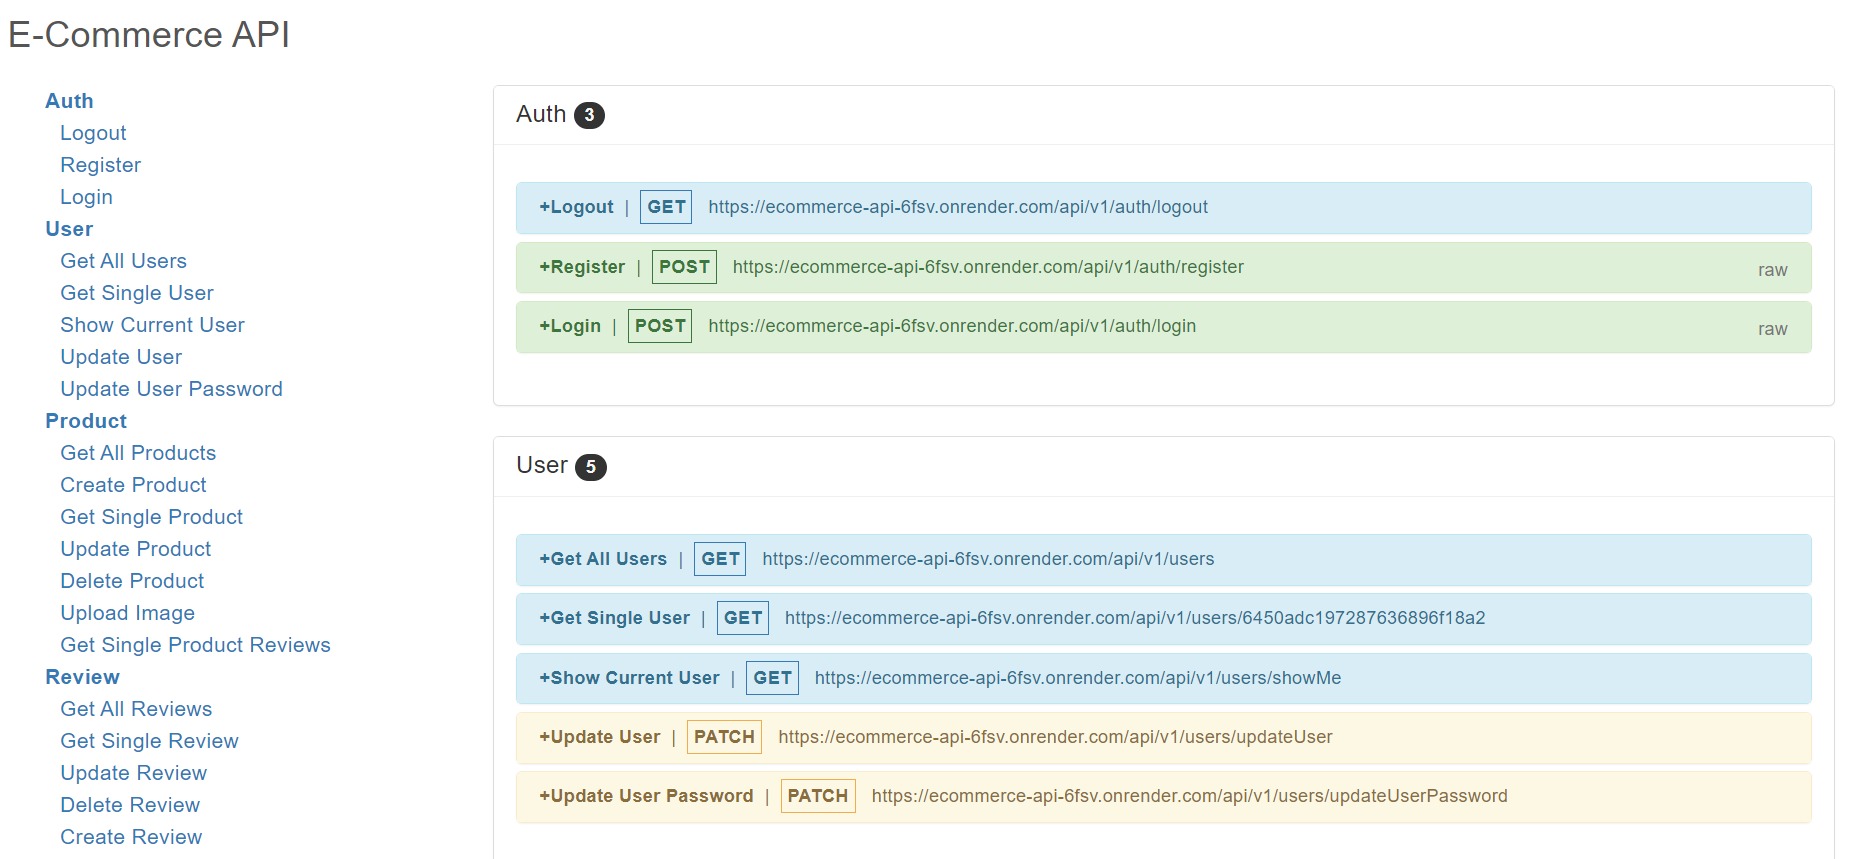 E-Commerce API
Auth
Logout
Register
Login
User
Get All Users
Get Single User
Show Current User
Update User
Update User Password
Product
Get All Products
Create Product
Get Single Product
Update Product
Delete Product
Upload Image
Get Single Product Reviews
Review
Get All Reviews
Get Single Review
Update Review
Delete Review
Create Review
Auth 3
+Logout | GET https://ecommerce-api-6fsv.onrender.com/api/v1/auth/logout
+Register | POST https://ecommerce-api-6fsv.onrender.com/api/v1/auth/register raw
+Login | POST https://ecommerce-api-6fsv.onrender.com/api/v1/auth/login raw
User 5
+Get All Users | GET https://ecommerce-api-6fsv.onrender.com/api/v1/users
+Get Single User | GET https://ecommerce-api-6fsv.onrender.com/api/v1/users/6450adc197287636896f18a2
+Show Current User | GET https://ecommerce-api-6fsv.onrender.com/api/v1/users/showMe
+Update User | PATCH https://ecommerce-api-6fsv.onrender.com/api/v1/users/updateUser
+Update User Password | PATCH https://ecommerce-api-6fsv.onrender.com/api/v1/users/updateUserPassword